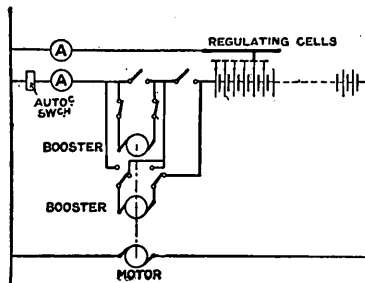 A
REGULATING CELLS
A
AUTOC
SWCH
BOOSTER
BOOSTER
MOTOR